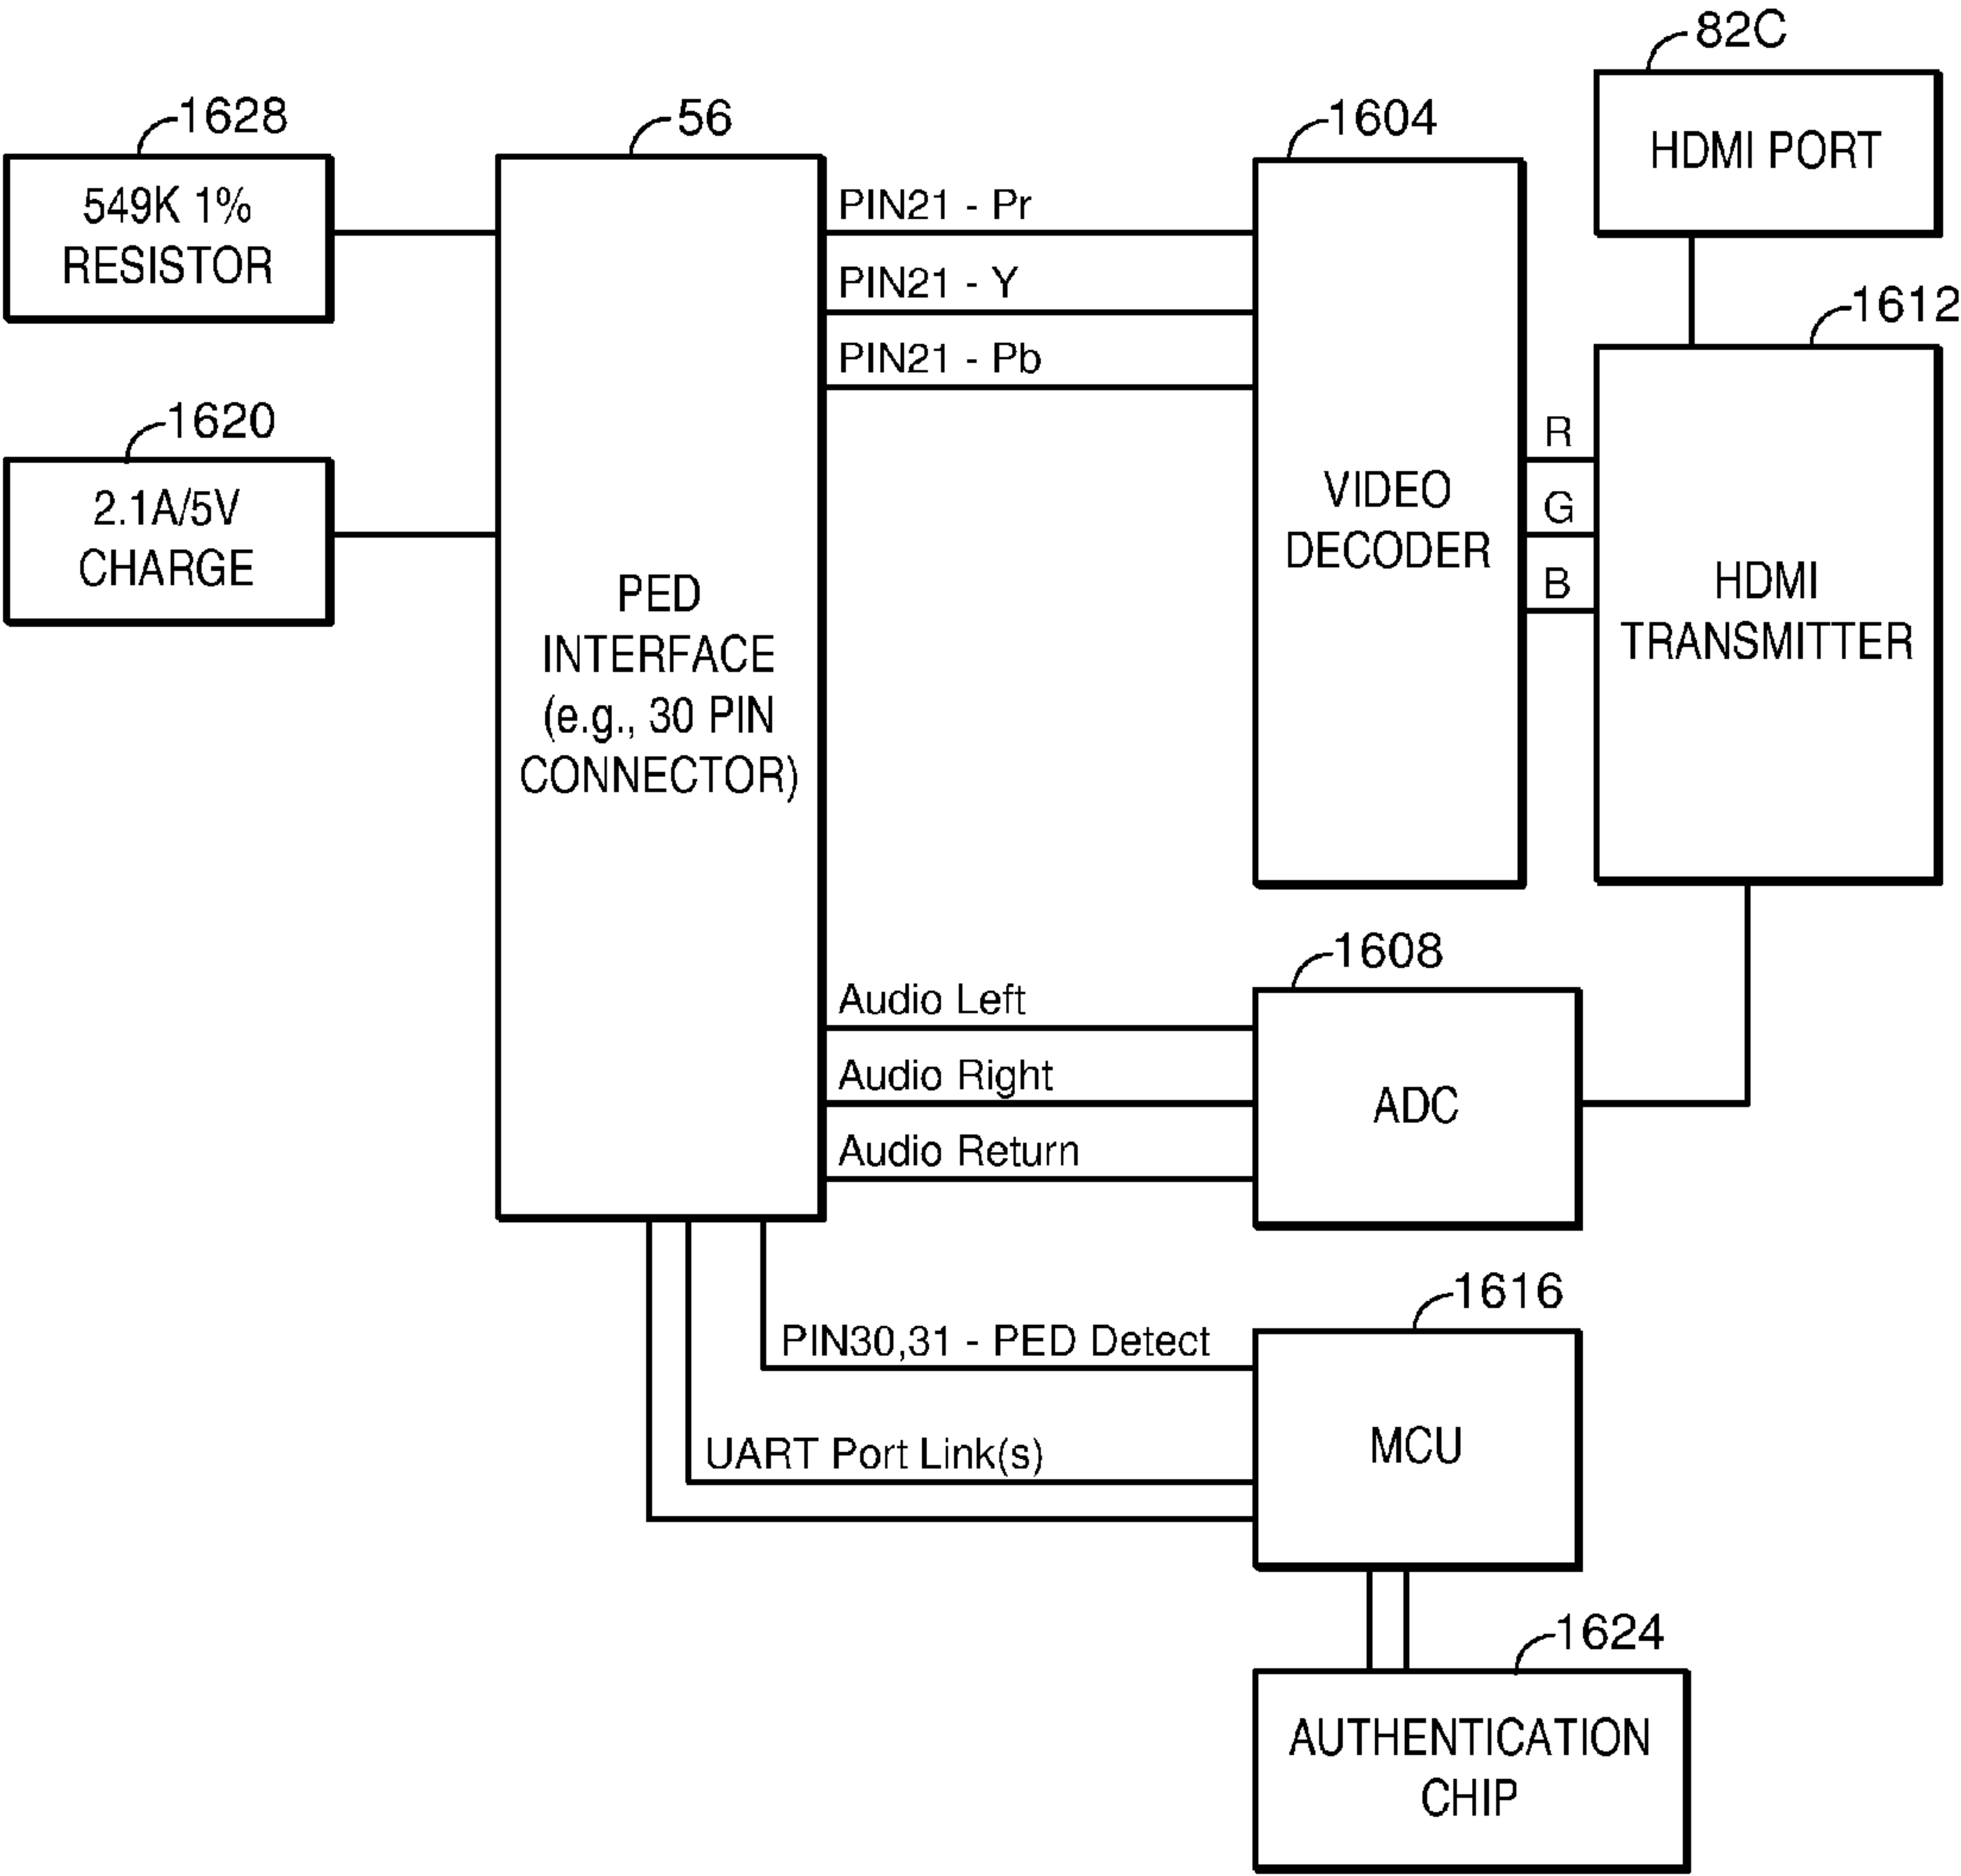 82C
HDMI PORT
1628
549K 1%
RESISTOR
56
PED
INTERFACE
(e.g., 30 PIN
CONNECTOR)
1604
VIDEO
DECODER
PIN21 - Pr
PIN21 - Y
PIN21 - Pb
1620
2.1A/5V
CHARGE
R
G
B
1612
HDMI
TRANSMITTER
1608
ADC
Audio Left
Audio Right
Audio Return
1616
MCU
PIN30,31 - PED Detect
UART Port Link(s)
1624
AUTHENTICATION
CHIP